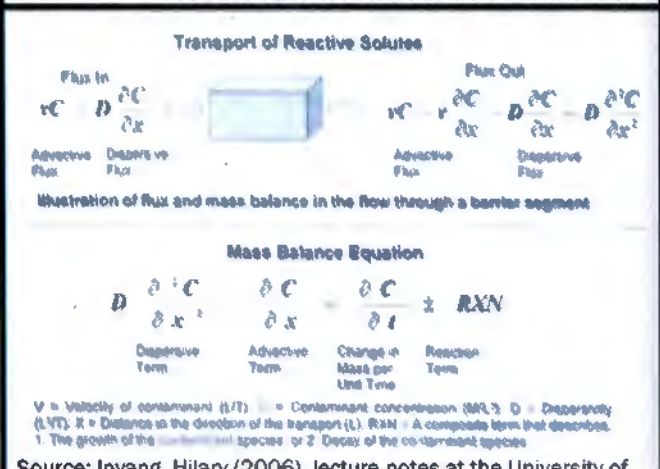 Transport of Reactive Solutes
Flux In
Flux Out
vC D ∂C/∂x
vC v ∂C/∂x D ∂C/∂x D ∂²C/∂x²
Advective Flux Dispersive Flux
Advective Flux Dispersive Flux
Illustration of flux and mass balance in the flow through a barrier segment
Mass Balance Equation
D ∂²C/∂x² ∂C/∂x = ∂C/∂t ± RXN
Dispersive Term Advective Term Change in Mass per Unit Time Reaction Term
V = Velocity of contaminant (L/T). = Contaminant concentration D = Dispersivity
X = Distance in the direction of the transport (L). RXN = A composite term that describes
1. The growth of the species or 2. Decay of the contaminant species
Source: Inyang, Hilary (2006), lecture notes at the University of